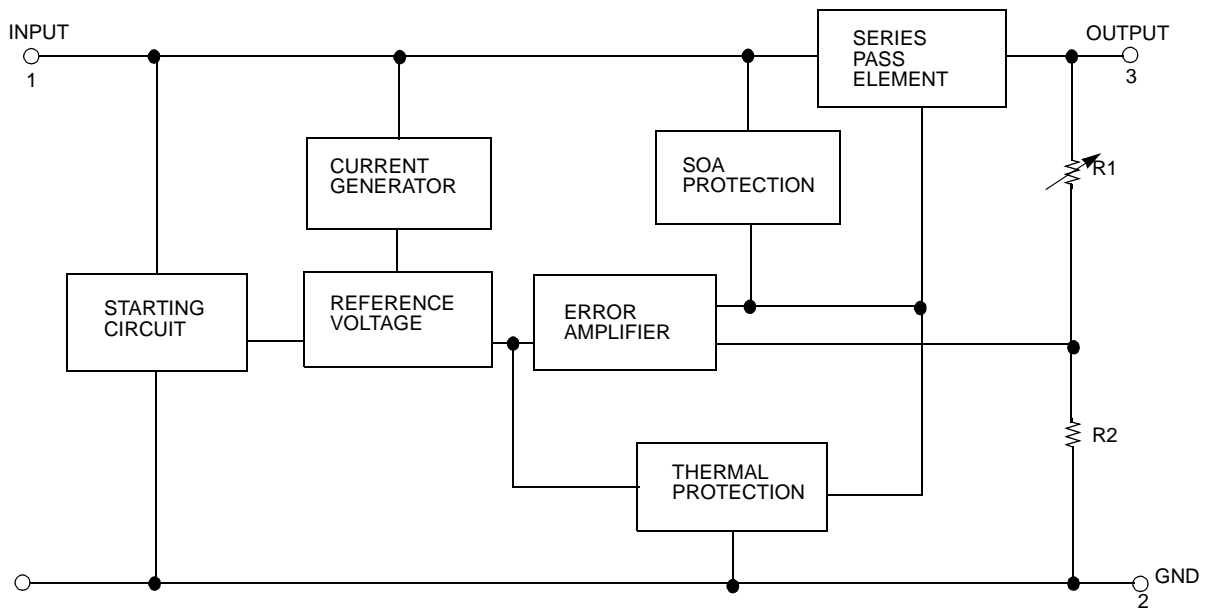 INPUT
1
SERIES
PASS
ELEMENT
OUTPUT
3
CURRENT
GENERATOR
SOA
PROTECTION
R1
STARTING
CIRCUIT
REFERENCE
VOLTAGE
ERROR
AMPLIFIER
R2
THERMAL
PROTECTION
GND
2